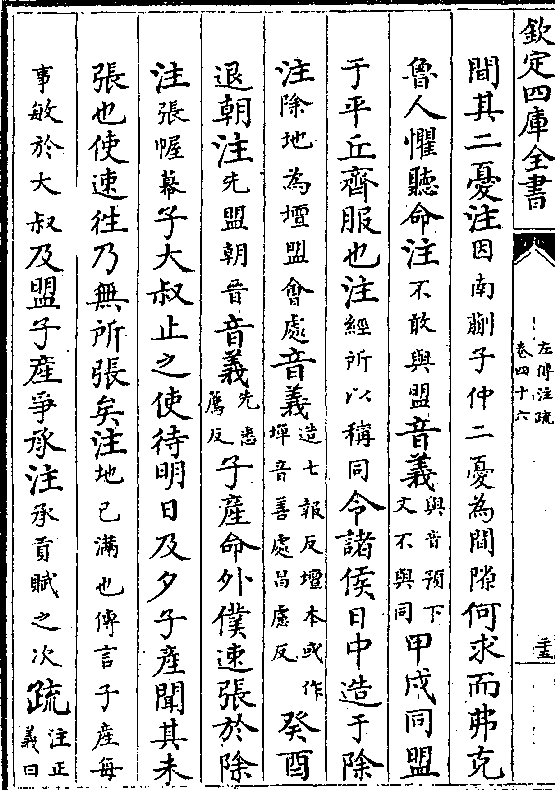 欽定四庫全書
左傳注疏
卷四十六
間其二憂注因南蒯子仲二憂為間隙何求而弗克
魯人懼聽命注不敢與盟音義與音預下文不與同甲戌同盟
于平丘齊服也注經所以稱同令諸侯日中造于除
注除地為壇盟會處音義造七報反壇本或作墠音善處昌慮反癸酉
退朝注先盟朝晉音義先悉薦反子產命外僕速張於除
注張幄幕子大叔止之使待明日及夕子產聞其未
張也使速往乃無所張矣注地已滿也傳言子產每
事敏於大叔及盟子產爭承注承貢賦之次疏注正義曰